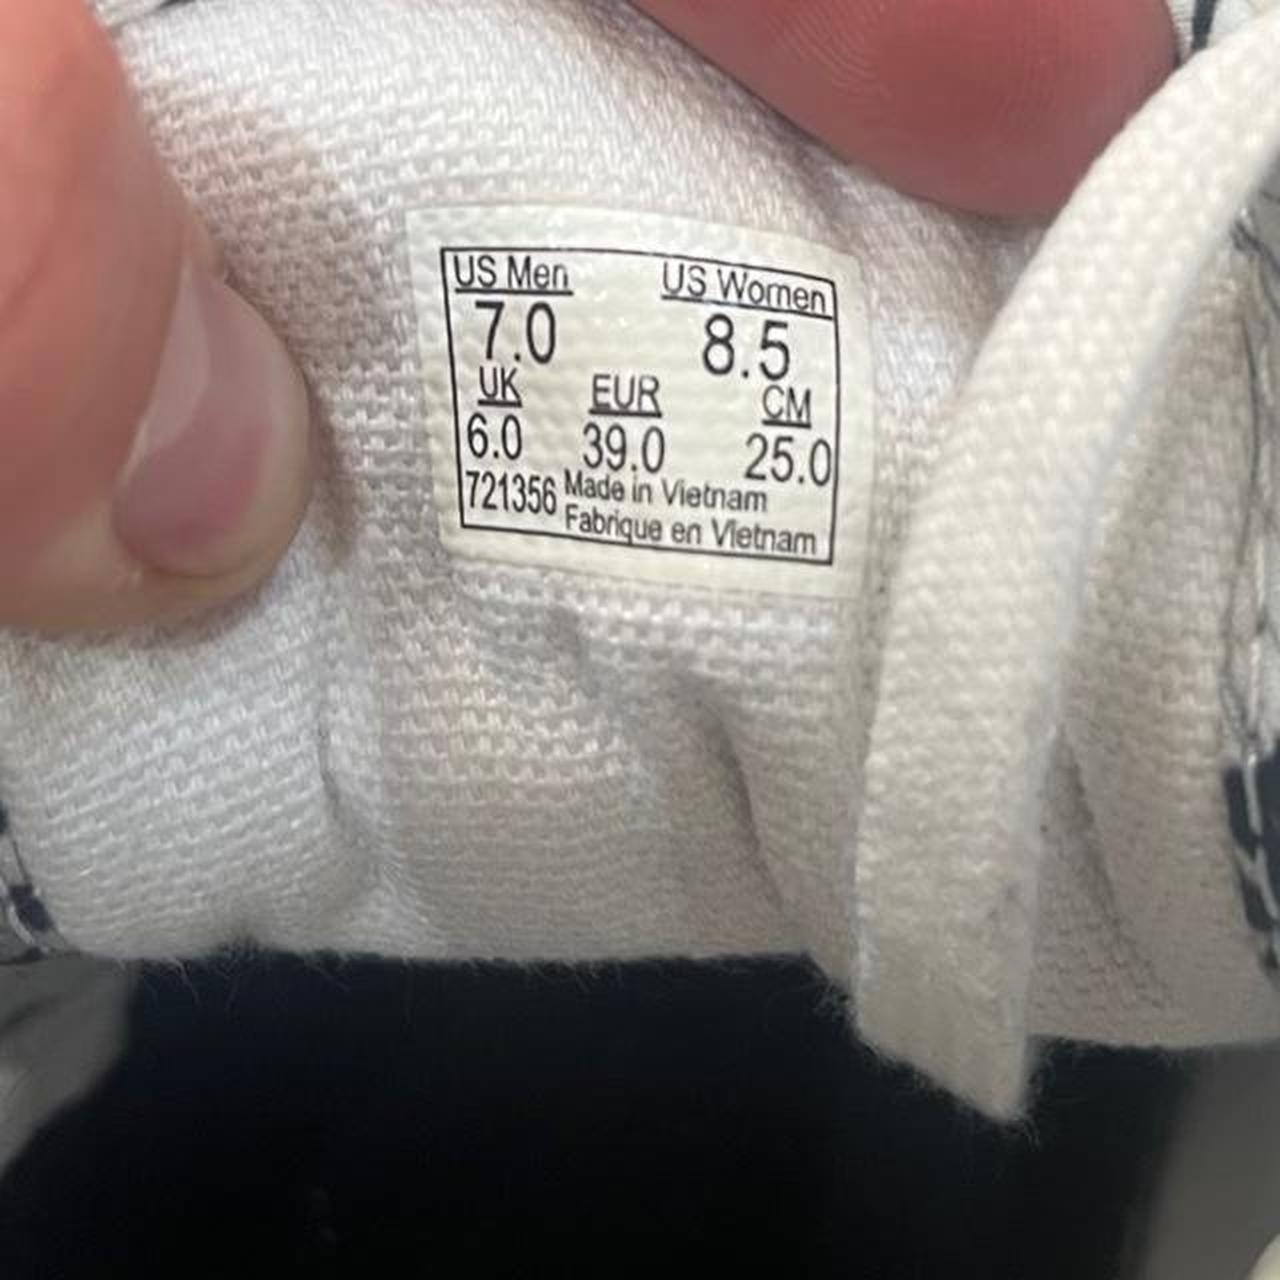 US Men US Women
7.0 8.5
UK EUR CM
6.0 39.0 25.0
721356 Made in Vietnam
Fabrique en Vietnam